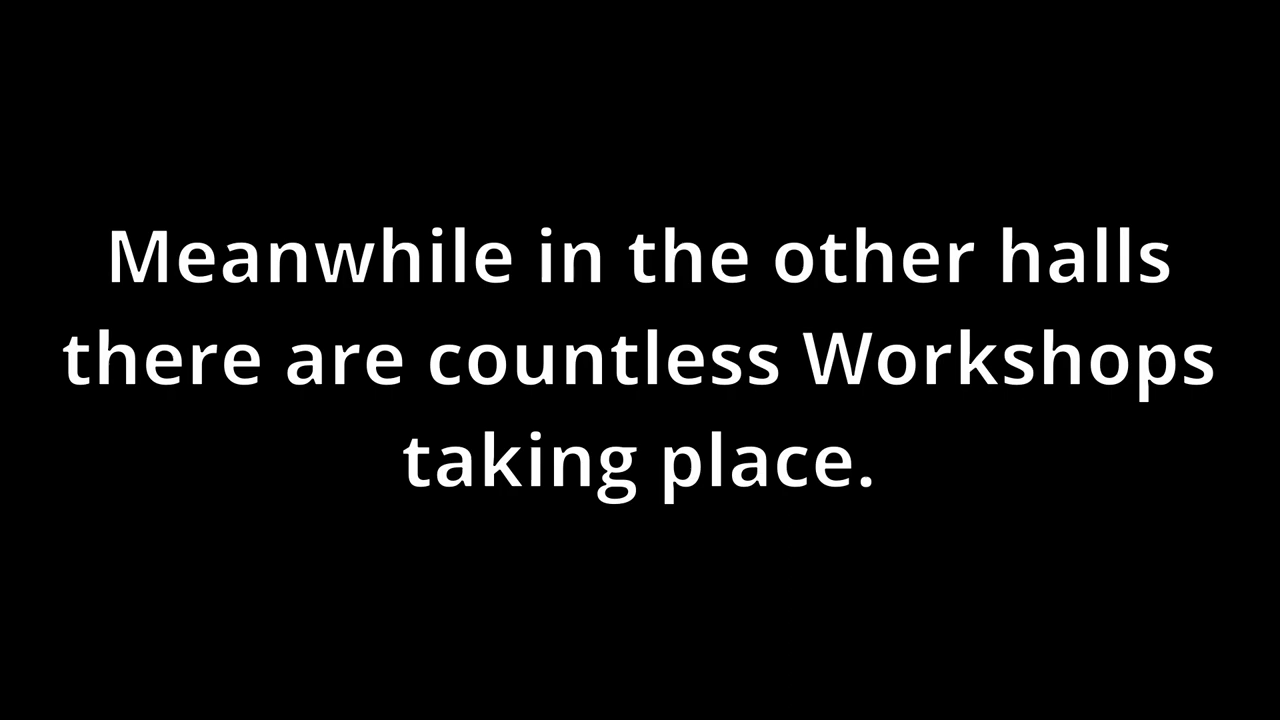 Meanwhile in the other halls
there are countless Workshops
taking place.